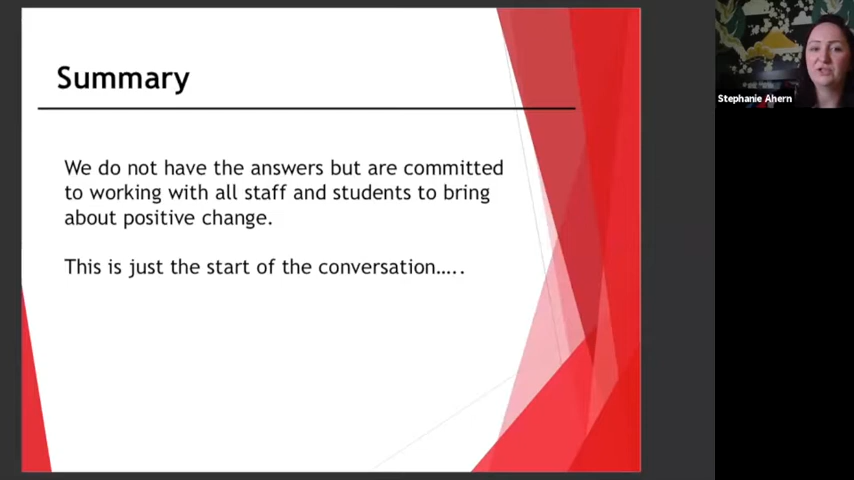 Summary
We do not have the answers but are committed
to working with all staff and students to bring
about positive change.
This is just the start of the conversation.....
Stephanie Ahern